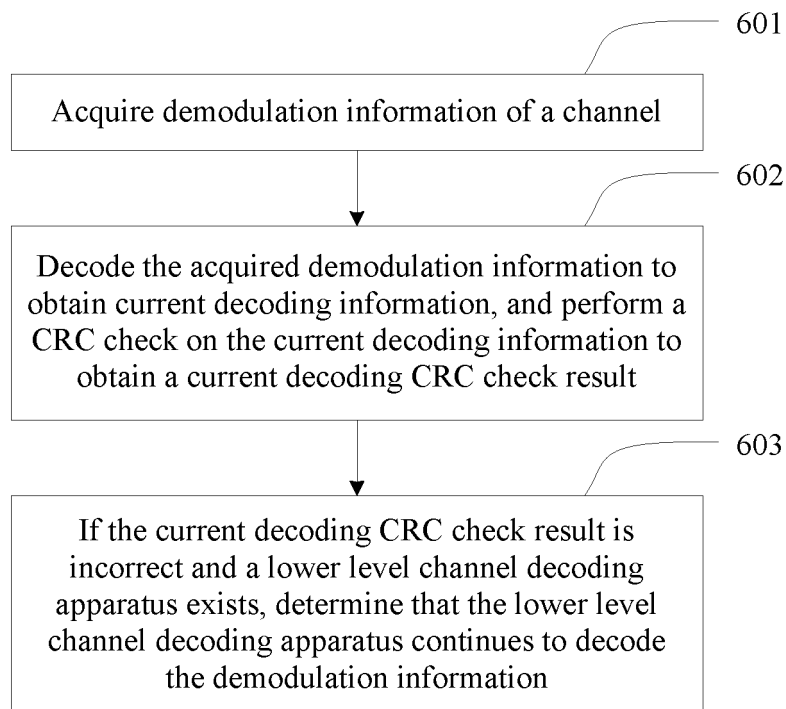 601
Acquire demodulation information of a channel
602
Decode the acquired demodulation information to
obtain current decoding information, and perform a
CRC check on the current decoding information to
obtain a current decoding CRC check result
603
If the current decoding CRC check result is
incorrect and a lower level channel decoding
apparatus exists, determine that the lower level
channel decoding apparatus continues to decode
the demodulation information